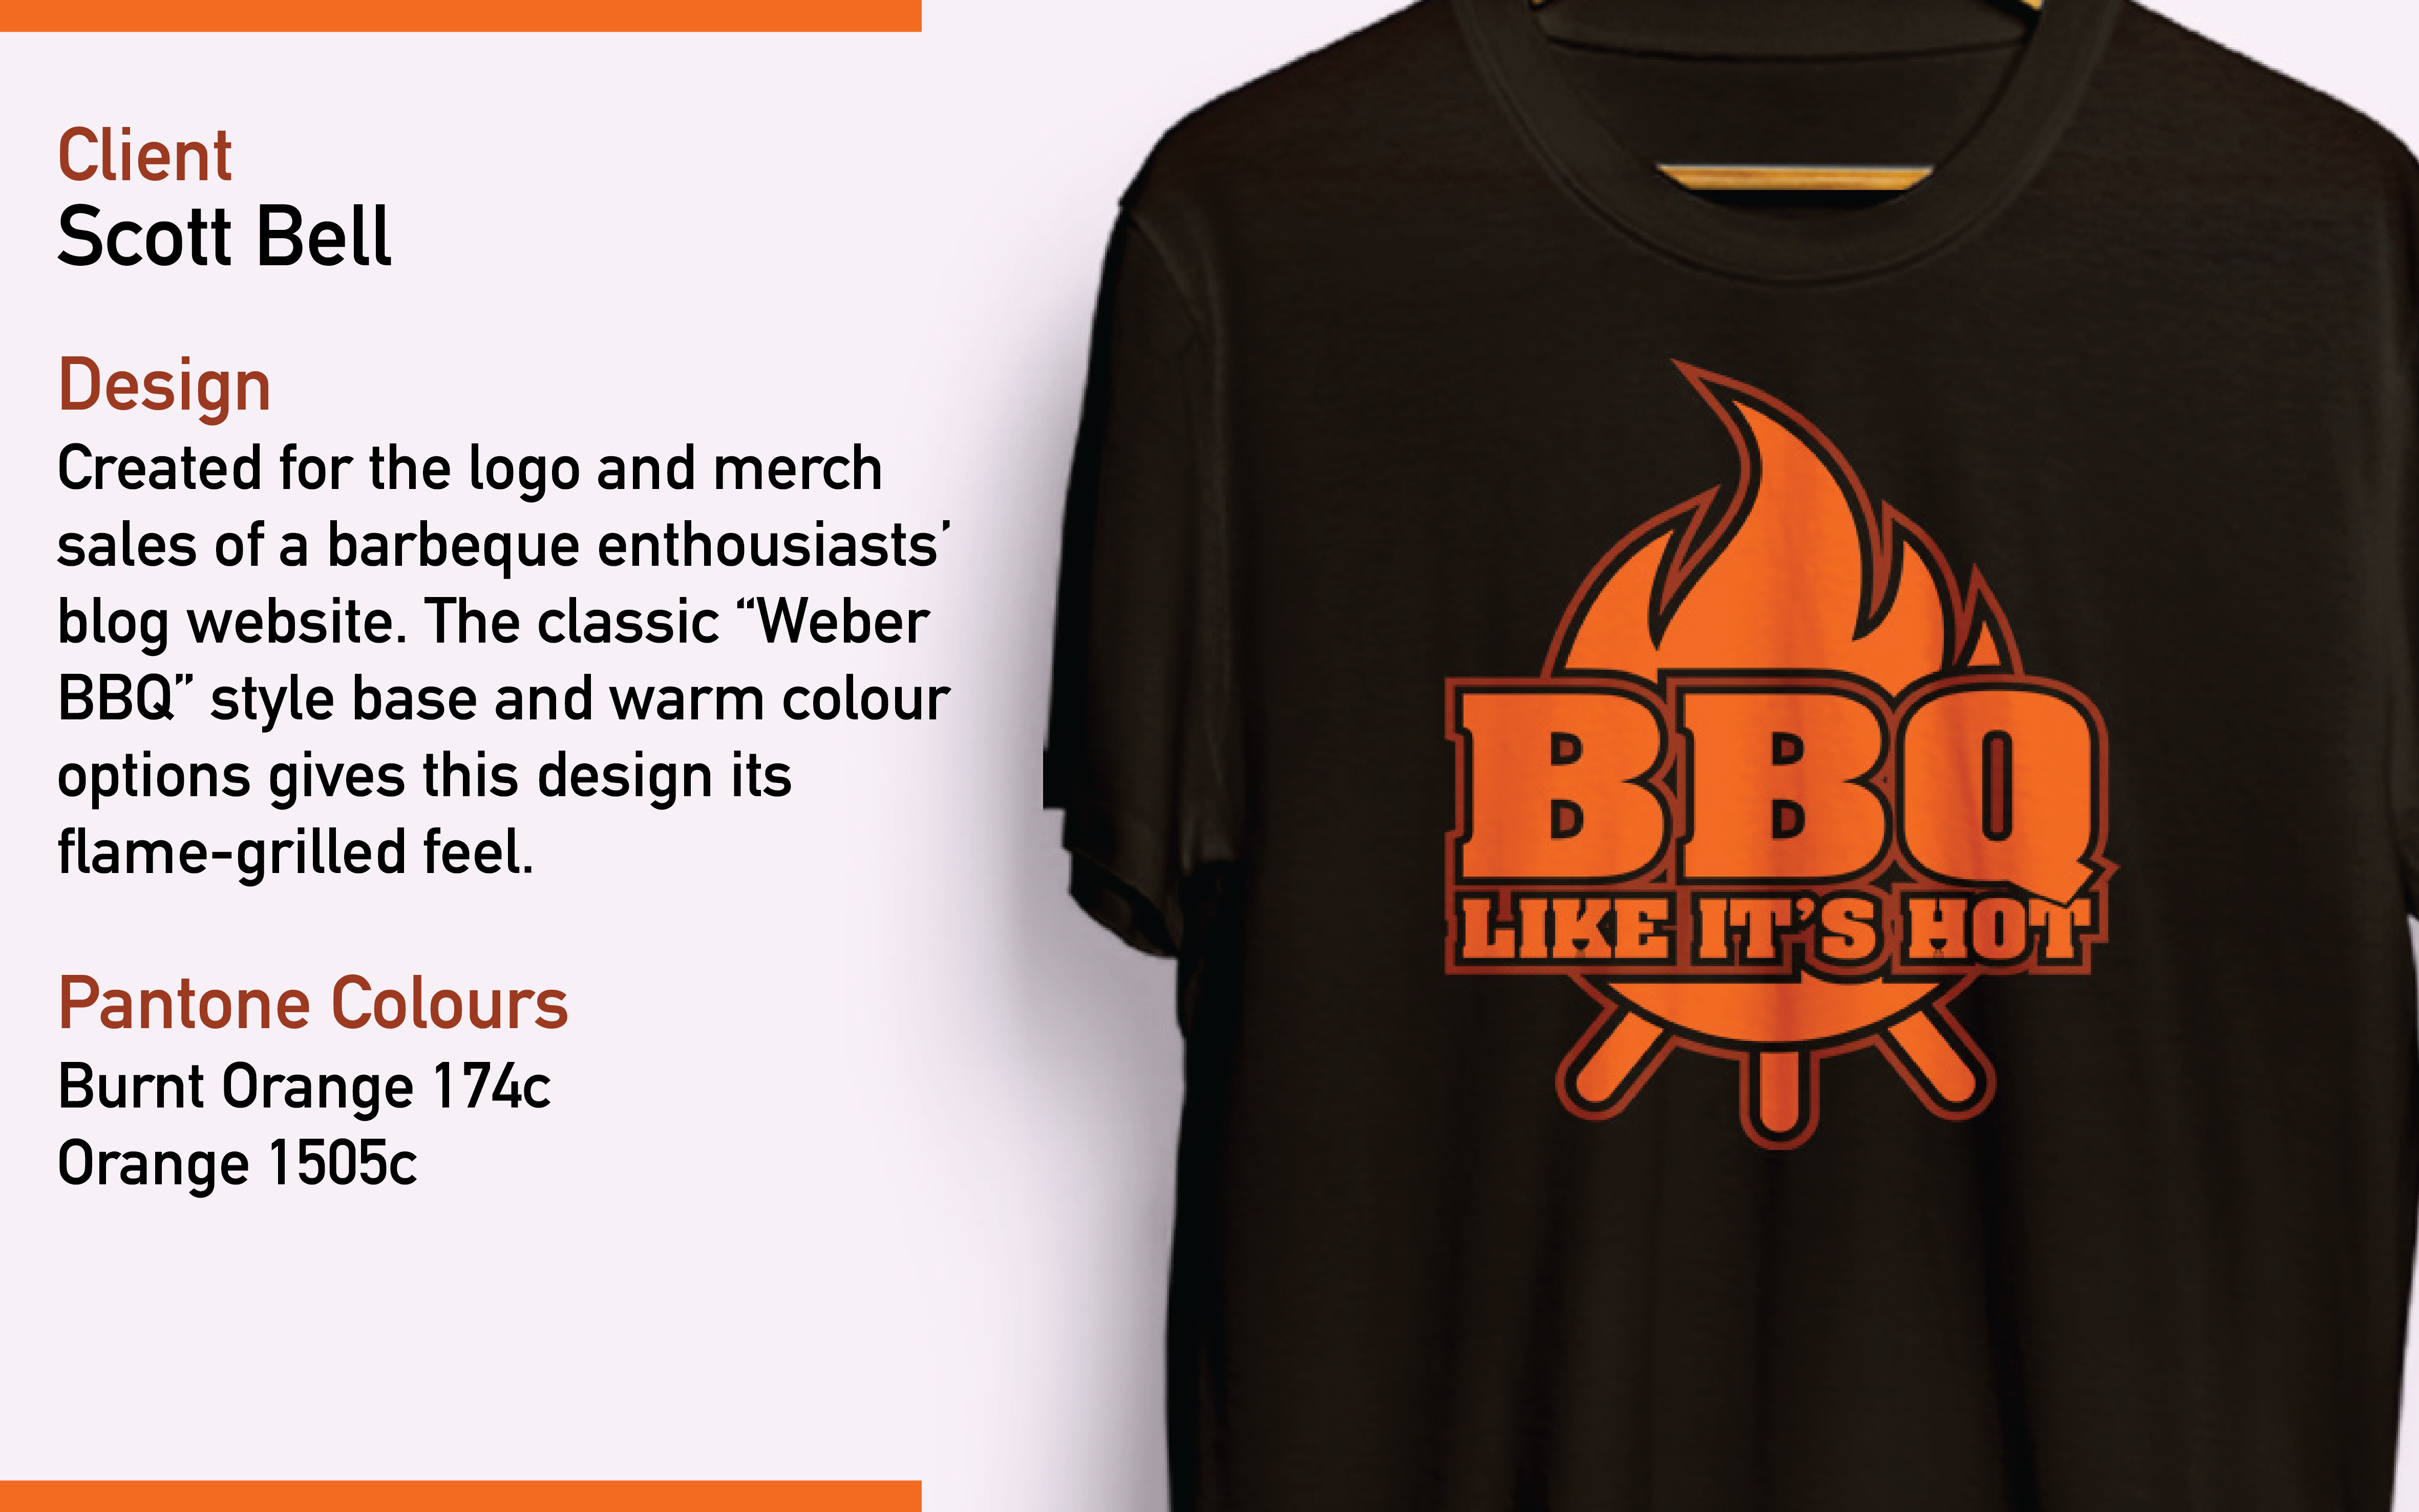 Client
Scott Bell
Design
Created for the logo and merch
sales of a barbeque enthousiasts’
blog website. The classic “Weber
BBQ” style base and warm colour
options gives this design its
flame-grilled feel.
Pantone Colours
Burnt Orange 174c
Orange 1505c
BBQ
LIKE IT’S HOT